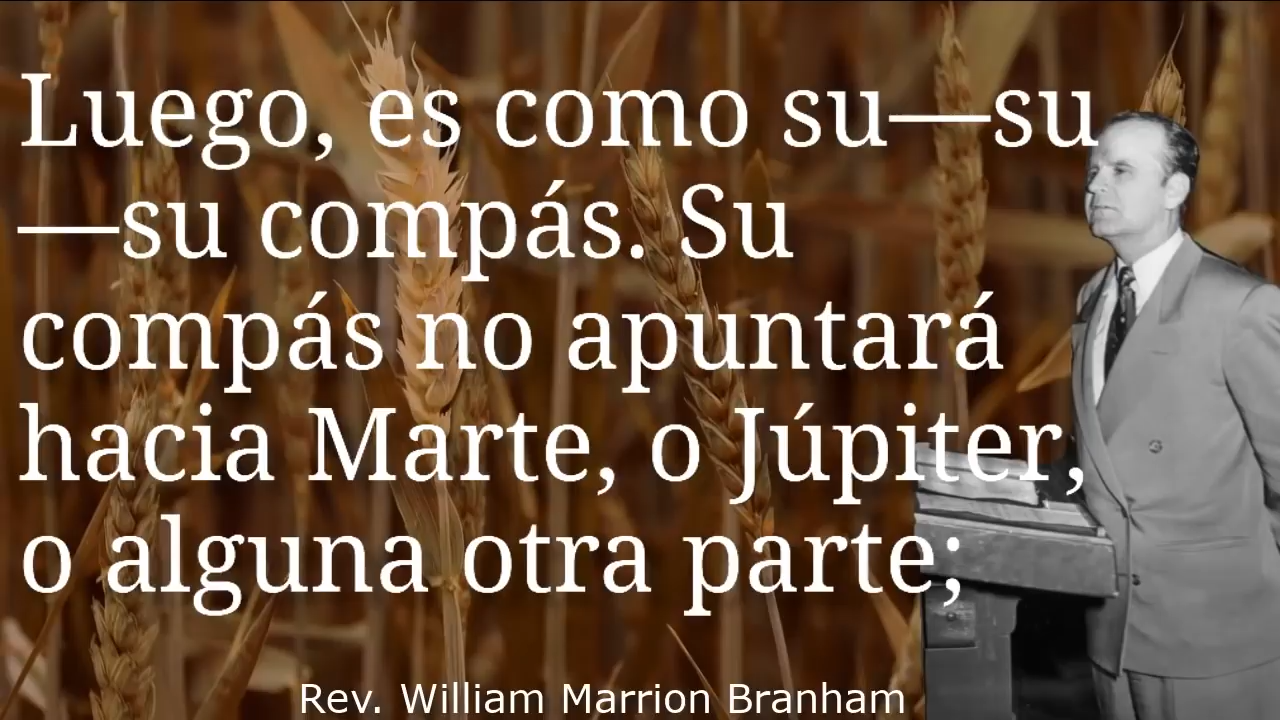 Luego, es como su—su
—su compás. Su
compás no apuntará
hacia Marte, o Júpiter,
o alguna otra parte;
Rev. William Marrion Branham